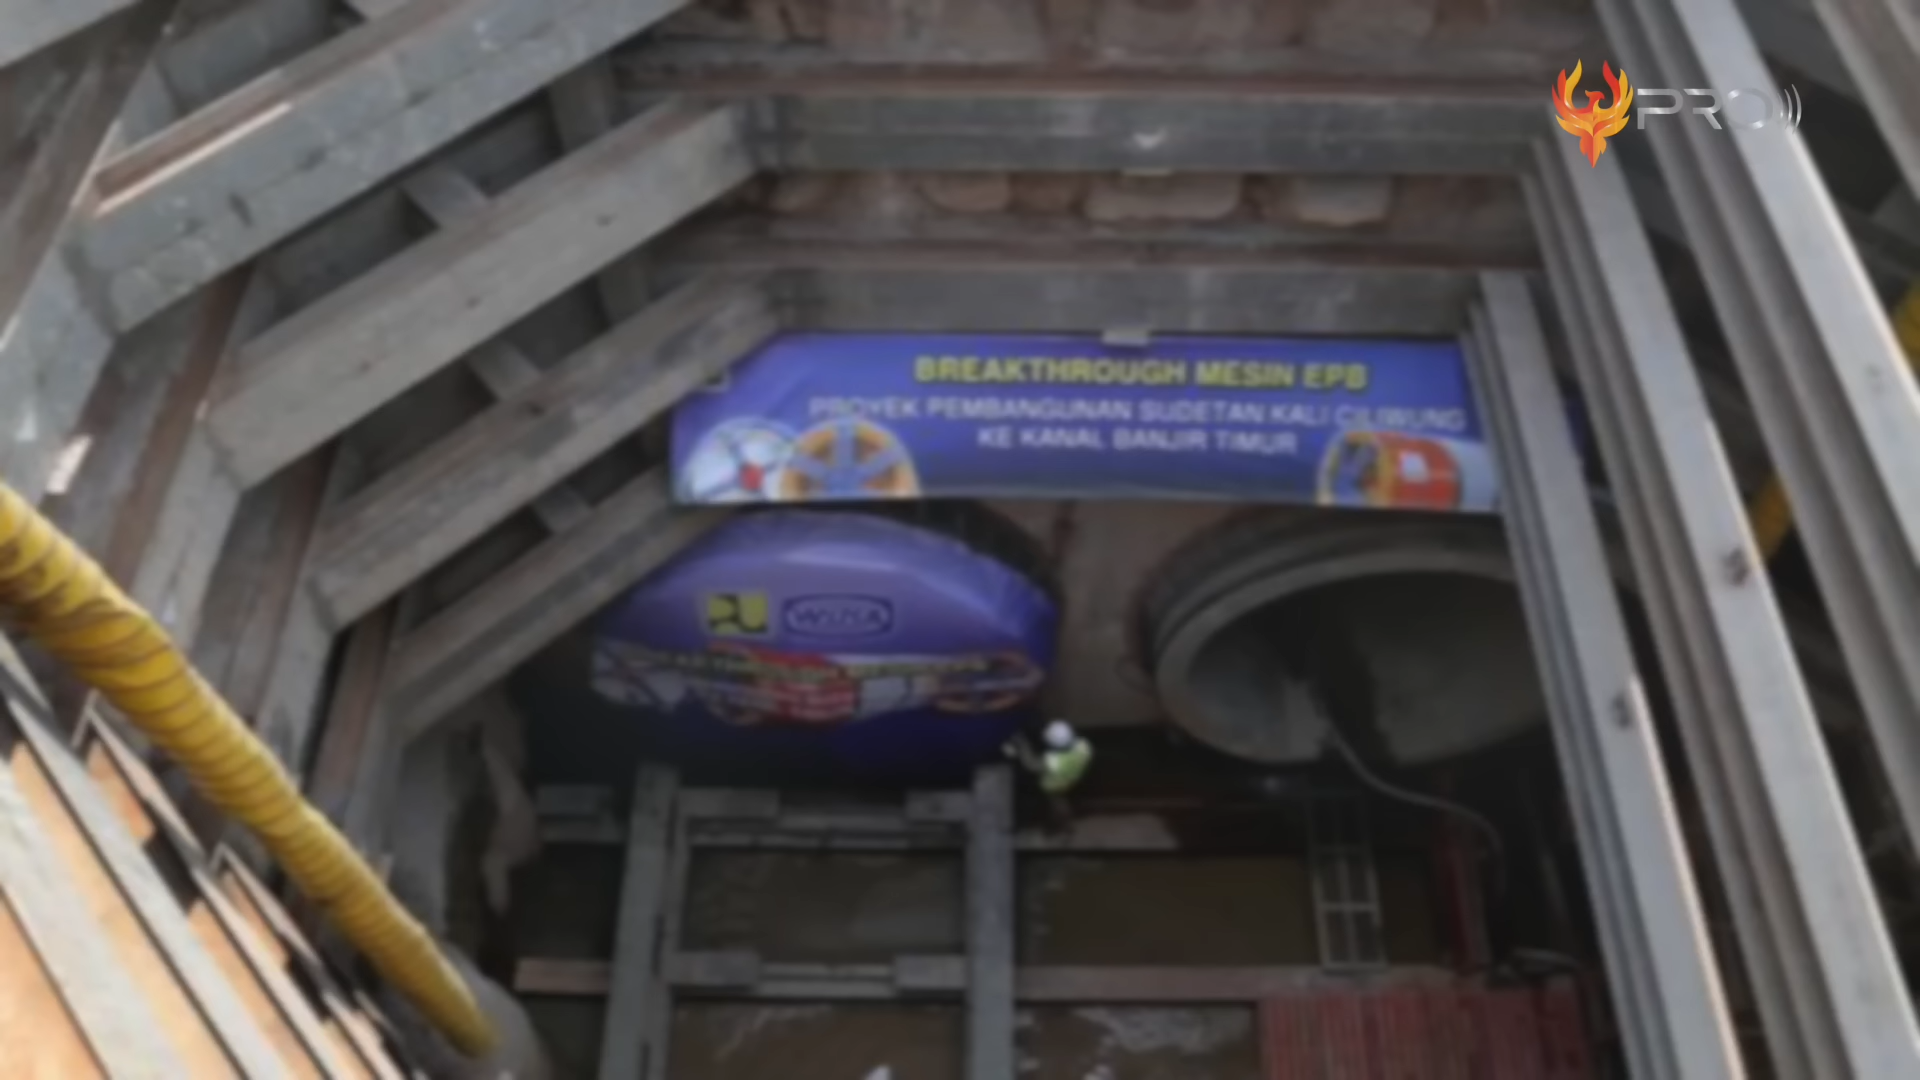 PRO
BREAKTHROUGH MESIN EPB
PROYEK PEMBANGUNAN SUDETAN KALI CILIWUNG
KE KANAL BANJIR TIMUR
PU WIKA